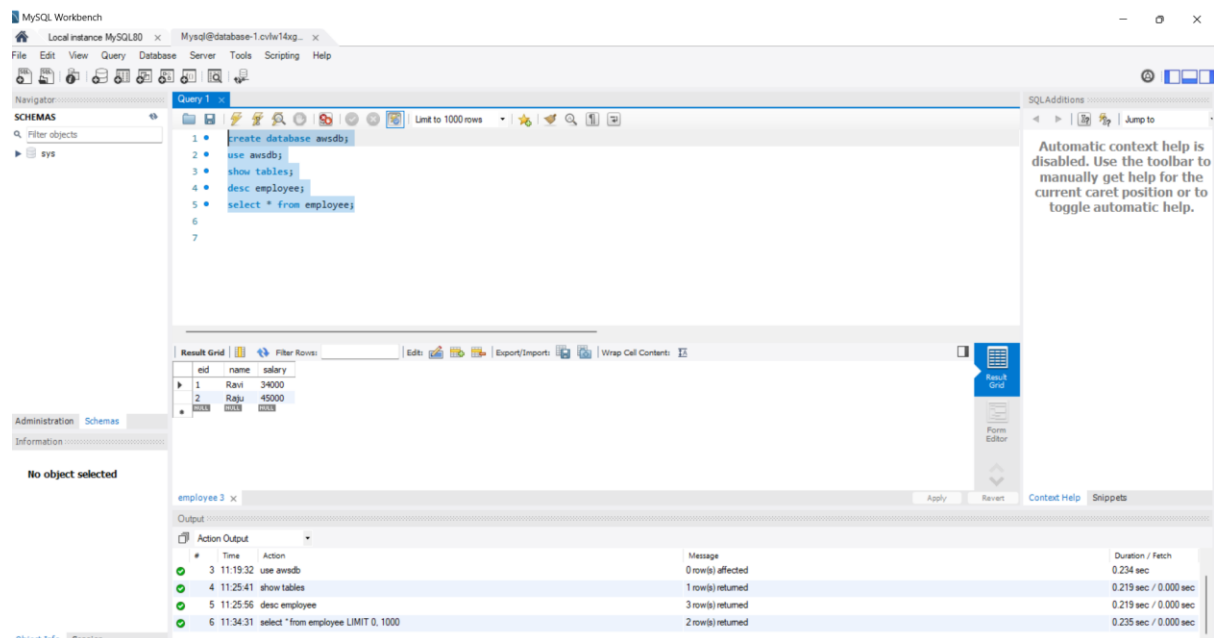 MySQL Workbench
Local instance MySQL80 × Mysql@database-1.cvlw14xg... ×
File Edit View Query Database Server Tools Scripting Help
Navigator
SCHEMAS
Filter objects
sys
Administration Schemas
Information
No object selected
Query 1 ×
Limit to 1000 rows
1 create database awsdb;
2 use awsdb;
3 show tables;
4 desc employee;
5 select * from employee;
6
7
Result Grid Filter Rows: Edit: Export/Import: Wrap Cell Content:
eid name salary
1 Ravi 34000
2 Raju 45000
NULL NULL NULL
Result Grid
Form Editor
employee 3 × Apply Revert
Output
Action Output
# Time Action Message Duration / Fetch
3 11:19:32 use awsdb 0 row(s) affected 0.234 sec
4 11:25:41 show tables 1 row(s) returned 0.219 sec / 0.000 sec
5 11:25:56 desc employee 3 row(s) returned 0.219 sec / 0.000 sec
6 11:34:31 select * from employee LIMIT 0, 1000 2 row(s) returned 0.235 sec / 0.000 sec
SQLAdditions
Jump to
Automatic context help is
disabled. Use the toolbar to
manually get help for the
current caret position or to
toggle automatic help.
Context Help Snippets